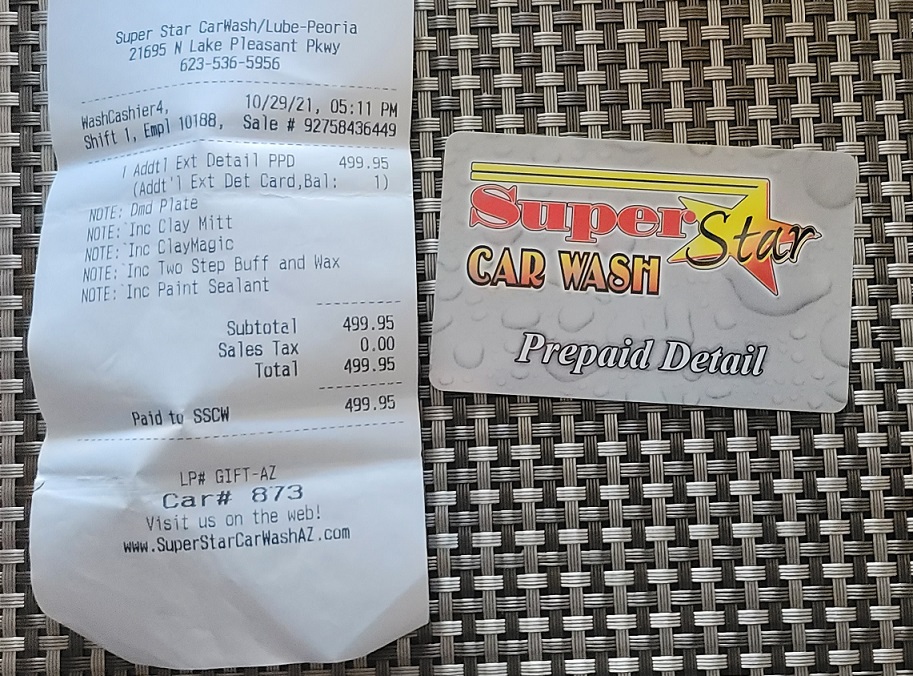 Super Star CarWash/Lube-Peoria
21695 N Lake Pleasant Pkwy
623-536-5956
WashCashier4, 10/29/21, 05:11 PM
Shift 1, Empl 10188, Sale # 92758436449
1 Addtl Ext Detail PPD 499.95
(Addt'l Ext Det Card,Bal: 1)
NOTE: Dmd Plate
NOTE: Inc Clay Mitt
NOTE: Inc ClayMagic
NOTE: Inc Two Step Buff and Wax
NOTE: Inc Paint Sealant
Subtotal 499.95
Sales Tax 0.00
Total 499.95
Paid to SSCW 499.95
LP# GIFT-AZ
Car# 873
Visit us on the web!
www.SuperStarCarWashAZ.com
Super Star
CAR WASH
Prepaid Detail